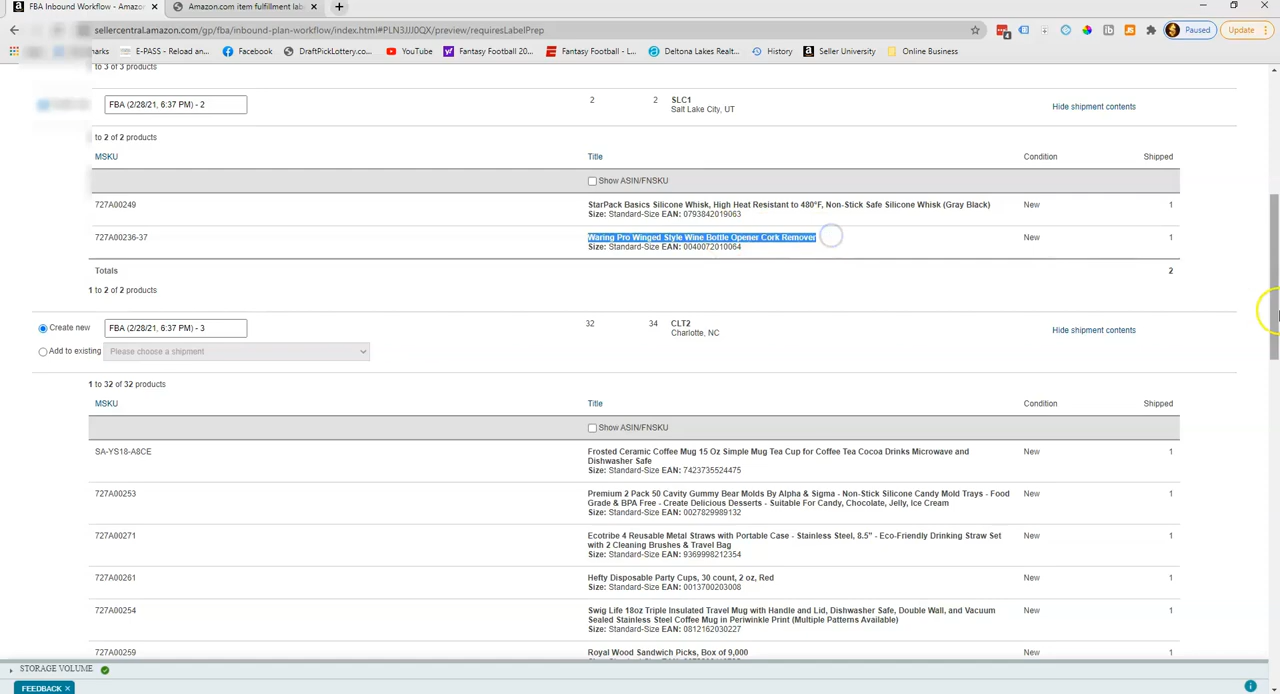 FBA Inbound Workflow
Amazon.com item fulfillment lab
sellercentral.amazon.com/gp/fba/inbound-plan-workflow/index.html#PLN3JJJ0QX/preview/requiresLabelPrep
4
Paused
Update
E-PASS - Reload an...
Facebook
DraftPickLottery.co...
YouTube
Fantasy Football 20...
Fantasy Football - L...
Deltona Lakes Realt...
History
Seller University
Online Business
to 3 of 3 products
FBA (2/28/21, 6:37 PM) - 2
2
2
SLC1
Salt Lake City, UT
Hide shipment contents
to 2 of 2 products
MSKU
Title
Condition
Shipped
Show ASIN/FNSKU
727A00249
StarPack Basics Silicone Whisk, High Heat Resistant to 480°F, Non-Stick Safe Silicone Whisk (Gray Black)
Size: Standard-Size EAN: 0793842019063
New
1
727A00236-37
Waring Pro Winged Style Wine Bottle Opener Cork Remover
Size: Standard-Size EAN: 0040072010064
New
1
Totals
2
1 to 2 of 2 products
Create new
FBA (2/28/21, 6:37 PM) - 3
32
34
CLT2
Charlotte, NC
Hide shipment contents
Add to existing
Please choose a shipment
1 to 32 of 32 products
MSKU
Title
Condition
Shipped
Show ASIN/FNSKU
SA-YS18-A8CE
Frosted Ceramic Coffee Mug 15 Oz Simple Mug Tea Cup for Coffee Tea Cocoa Drinks Microwave and
Dishwasher Safe
Size: Standard-Size EAN: 7423735524475
New
1
727A00253
Premium 2 Pack 50 Cavity Gummy Bear Molds By Alpha & Sigma - Non-Stick Silicone Candy Mold Trays - Food
Grade & BPA Free - Create Delicious Desserts - Suitable For Candy, Chocolate, Jelly, Ice Cream
Size: Standard-Size EAN: 0027829989132
New
1
727A00271
Ecotribe 4 Reusable Metal Straws with Portable Case - Stainless Steel, 8.5" - Eco-Friendly Drinking Straw Set
with 2 Cleaning Brushes & Travel Bag
Size: Standard-Size EAN: 9369998212354
New
1
727A00261
Hefty Disposable Party Cups, 30 count, 2 oz, Red
Size: Standard-Size EAN: 0013700203008
New
1
727A00254
Swig Life 18oz Triple Insulated Travel Mug with Handle and Lid, Dishwasher Safe, Double Wall, and Vacuum
Sealed Stainless Steel Coffee Mug in Periwinkle Print (Multiple Patterns Available)
Size: Standard-Size EAN: 0812162030227
New
1
727A00259
Royal Wood Sandwich Picks, Box of 9,000
New
1
STORAGE VOLUME
FEEDBACK